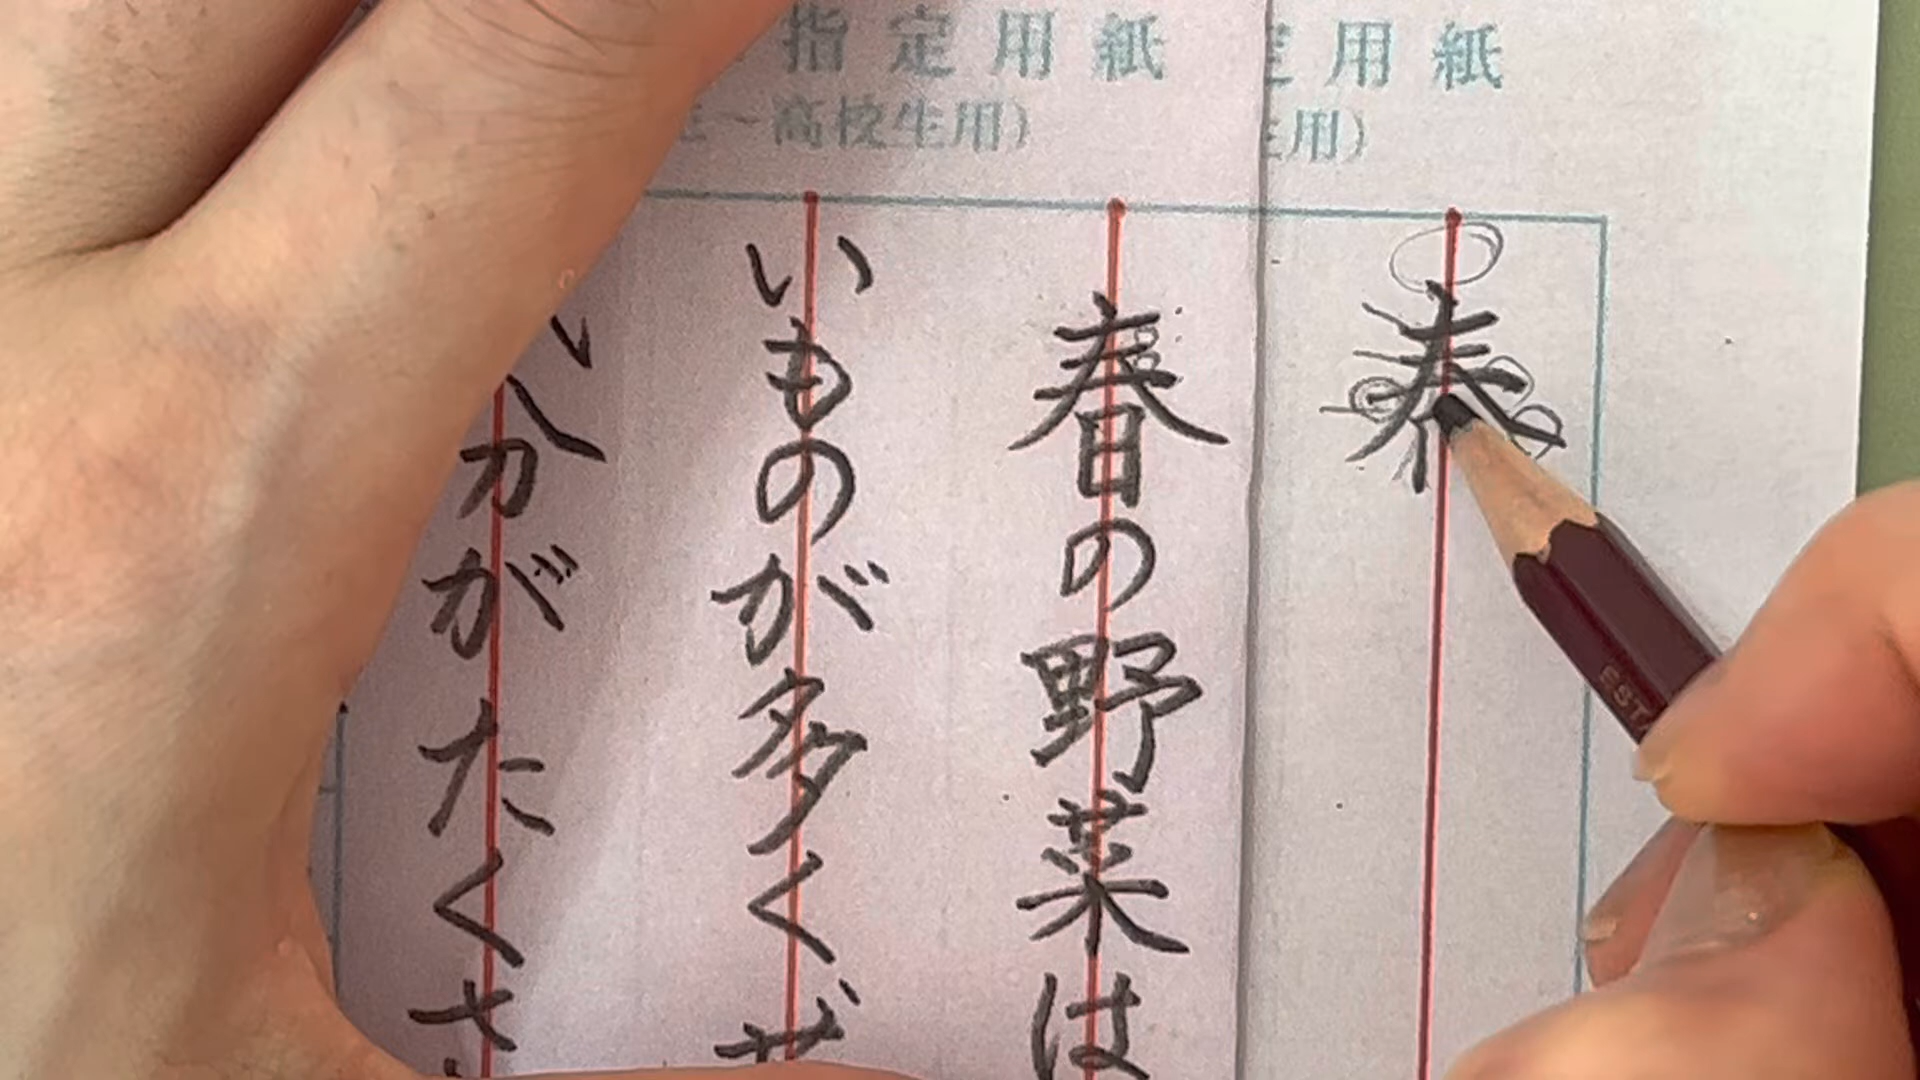 指定用紙
定用紙
〜高校生用)
生用)
春
春の野菜は
いものが多くぜ
がたくさ